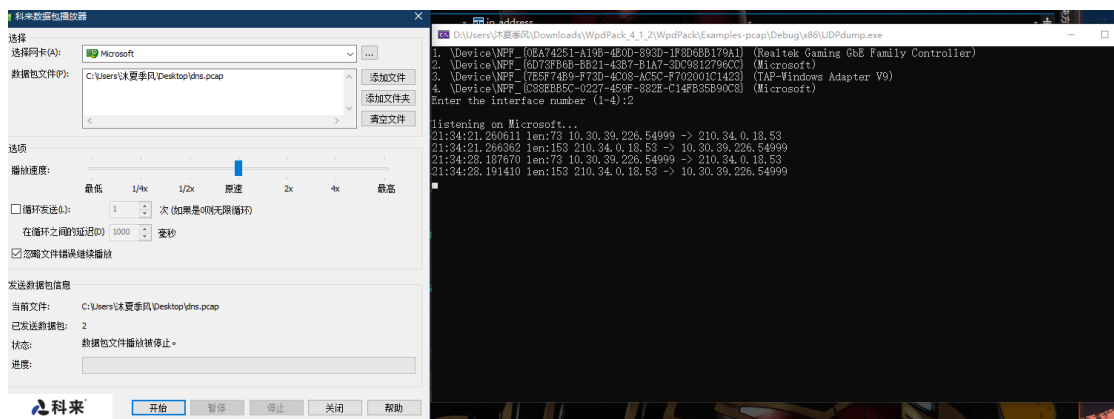 科来数据包播放器
选择
选择网卡(A):
Microsoft
...
数据包文件(P):
C:\Users\沐夏季风\Desktop\dns.pcap
添加文件
添加文件夹
清空文件
选项
播放速度:
最低 1/4x 1/2x 原速 2x 4x 最高
循环发送(L): 1 次 (如果是0则无限循环)
在循环之间的延迟(D) 1000 毫秒
忽略文件错误继续播放
发送数据包信息
当前文件: C:\Users\沐夏季风\Desktop\dns.pcap
已发送数据包: 2
状态: 数据包文件播放被停止。
进度:
科来
开始 暂停 停止 关闭 帮助
in address
D:\Users\沐夏季风\Downloads\WpdPack_4_1_2\WpdPack\Examples-pcap\Debug\x86\UDPdump.exe
1. \Device\NPF_{0EA74251-A19B-4E0D-893D-1F8D6BB179A1} (Realtek Gaming GbE Family Controller)
2. \Device\NPF_{6D73FB6B-BB21-43B7-B1A7-3DC9812796CC} (Microsoft)
3. \Device\NPF_{7E5F74B9-F73D-4C08-AC5C-F702001C1423} (TAP-Windows Adapter V9)
4. \Device\NPF_{C88EBB5C-0227-459F-882E-C14FB35B90C8} (Microsoft)
Enter the interface number (1-4):2
listening on Microsoft...
21:34:21.260611 len:73 10.30.39.226.54999 -> 210.34.0.18.53
21:34:21.266362 len:153 210.34.0.18.53 -> 10.30.39.226.54999
21:34:28.187670 len:73 10.30.39.226.54999 -> 210.34.0.18.53
21:34:28.191410 len:153 210.34.0.18.53 -> 10.30.39.226.54999